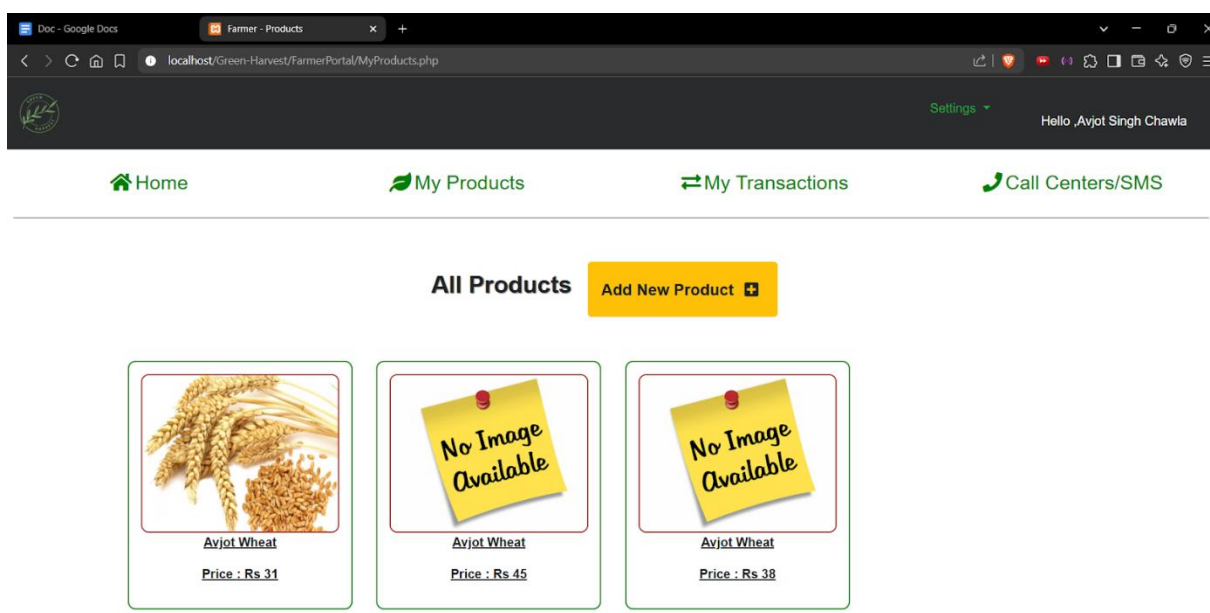 Doc - Google Docs
Farmer - Products
localhost/Green-Harvest/FarmerPortal/MyProducts.php
GREEN
HARVEST
Settings
Hello ,Avjot Singh Chawla
Home
My Products
My Transactions
Call Centers/SMS
All Products
Add New Product
No Image
Available
No Image
Available
Avjot Wheat
Avjot Wheat
Avjot Wheat
Price : Rs 31
Price : Rs 45
Price : Rs 38